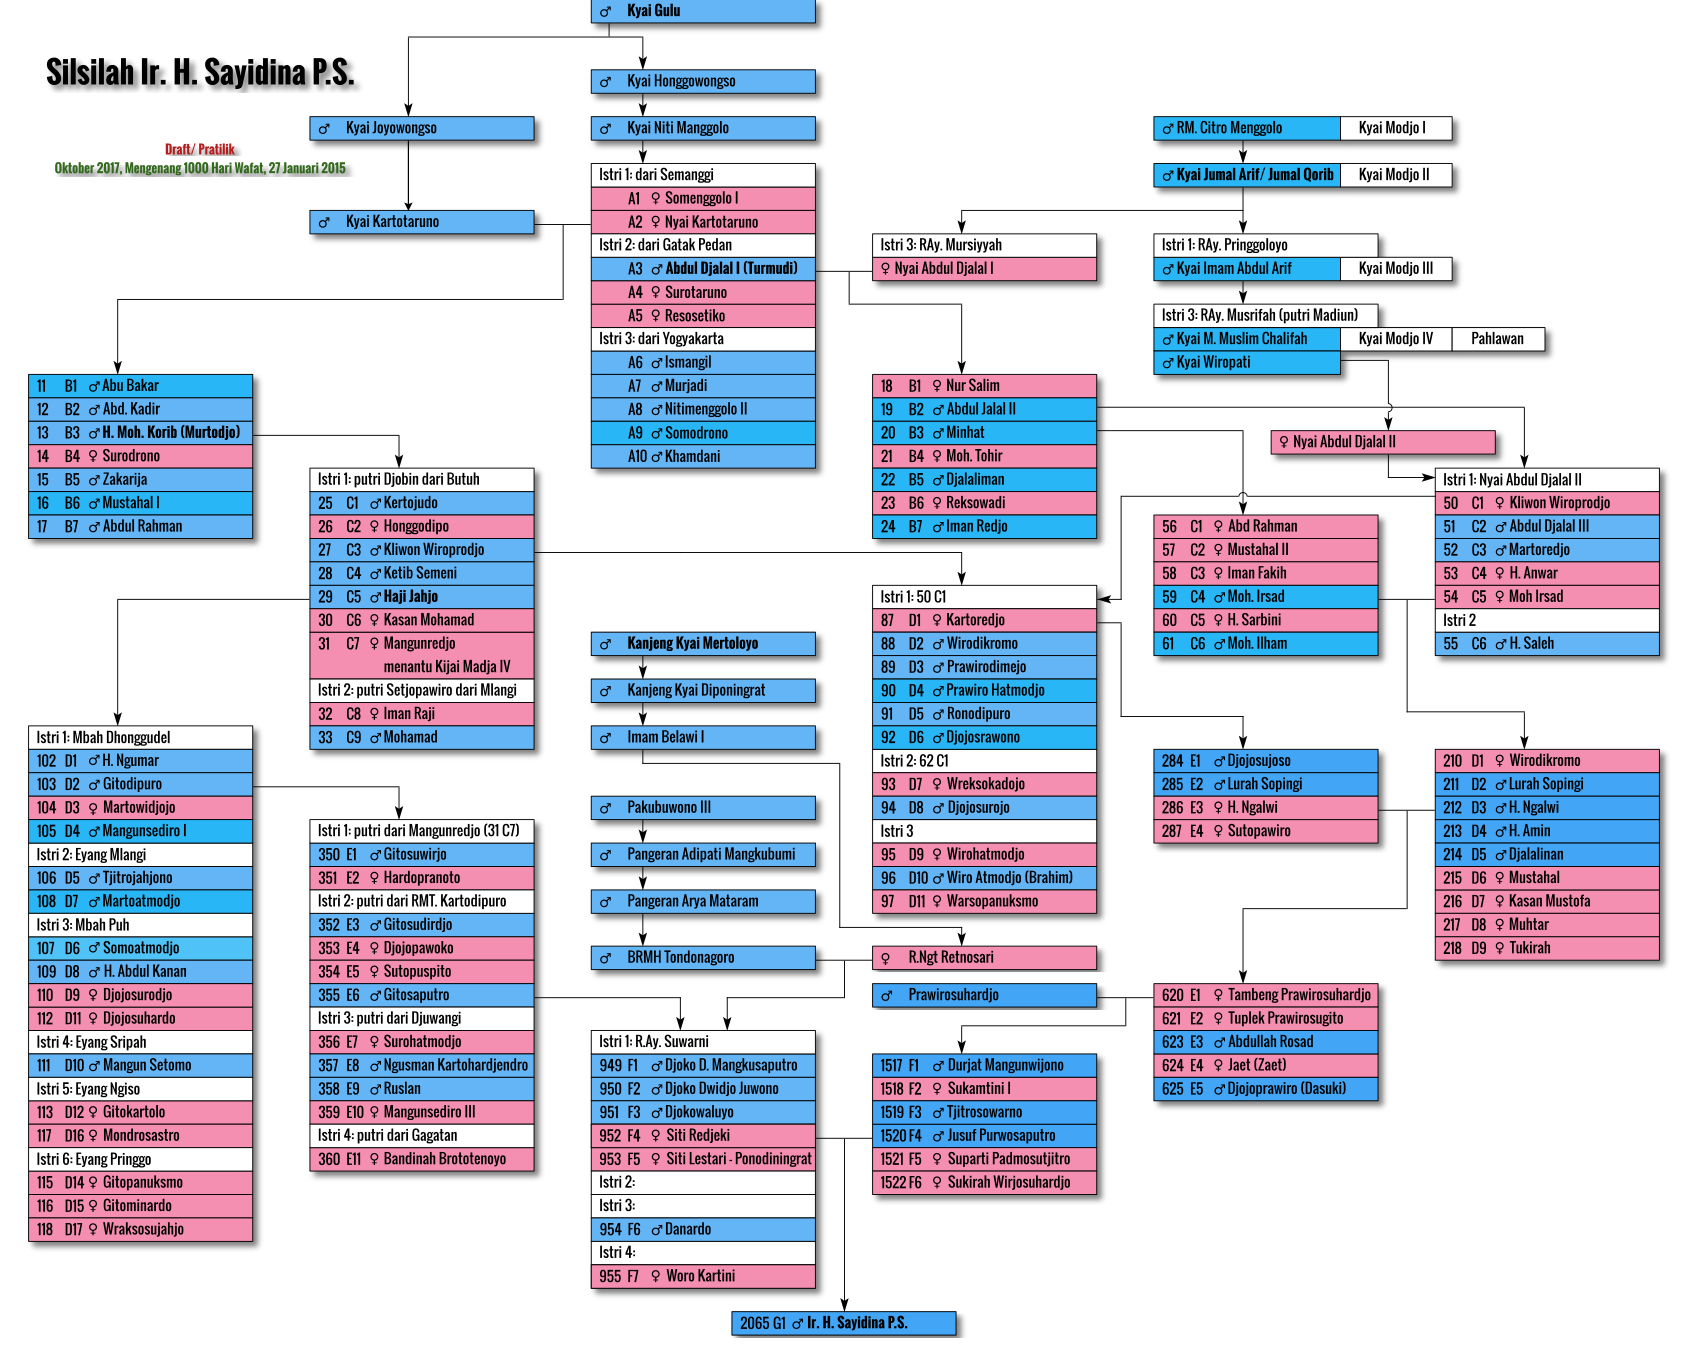 Silsilah Ir. H. Sayidina P.S.
Draft/ Pratilik
Oktober 2017, Mengenang 1000 Hari Wafat, 27 Januari 2015
♂ Kyai Gulu
♂ Kyai Honggowongso
♂ Kyai Joyowongso
♂ Kyai Niti Manggolo
♂ Kyai Kartotaruno
Istri 1: dari Semanggi
A1 ♀ Somenggolo I
A2 ♀ Nyai Kartotaruno
Istri 2: dari Gatak Pedan
A3 ♂ Abdul Djalal I (Turmudi)
A4 ♀ Surotaruno
A5 ♀ Resosetiko
Istri 3: dari Yogyakarta
A6 ♂ Ismangil
A7 ♂ Murjadi
A8 ♂ Nitimenggolo II
A9 ♂ Somodrono
A10 ♂ Khamdani
♂ RM. Citro Menggolo Kyai Modjo I
♂ Kyai Jumal Arif/ Jumal Qorib Kyai Modjo II
Istri 3: RAy. Mursiyyah
♀ Nyai Abdul Djalal I
Istri 1: RAy. Pringgoloyo
♂ Kyai Imam Abdul Arif Kyai Modjo III
Istri 3: RAy. Musrifah (putri Madiun)
♂ Kyai M. Muslim Chalifah Kyai Modjo IV Pahlawan
♂ Kyai Wiropati
11 B1 ♂ Abu Bakar
12 B2 ♂ Abd. Kadir
13 B3 ♂ H. Moh. Korib (Murtodjo)
14 B4 ♀ Surodrono
15 B5 ♂ Zakarija
16 B6 ♂ Mustahal I
17 B7 ♂ Abdul Rahman
18 B1 ♀ Nur Salim
19 B2 ♂ Abdul Jalal II
20 B3 ♂ Minhat
21 B4 ♀ Moh. Tohir
22 B5 ♂ Djalaliman
23 B6 ♀ Reksowadi
24 B7 ♂ Iman Redjo
♀ Nyai Abdul Djalal II
Istri 1: putri Djobin dari Butuh
25 C1 ♂ Kertojudo
26 C2 ♀ Honggodipo
27 C3 ♂ Kliwon Wiroprodjo
28 C4 ♂ Ketib Semeni
29 C5 ♂ Haji Jahjo
30 C6 ♀ Kasan Mohamad
31 C7 ♀ Mangunredjo
menantu Kijai Madja IV
Istri 2: putri Setjopawiro dari Mlangi
32 C8 ♀ Iman Raji
33 C9 ♂ Mohamad
Istri 1: Nyai Abdul Djalal II
50 C1 ♀ Kliwon Wiroprodjo
51 C2 ♂ Abdul Djalal III
52 C3 ♂ Martoredjo
53 C4 ♀ H. Anwar
54 C5 ♀ Moh Irsad
Istri 2
55 C6 ♂ H. Saleh
56 C1 ♀ Abd Rahman
57 C2 ♀ Mustahal II
58 C3 ♀ Iman Fakih
59 C4 ♂ Moh. Irsad
60 C5 ♀ H. Sarbini
61 C6 ♂ Moh. Ilham
Istri 1: 50 C1
87 D1 ♀ Kartoredjo
88 D2 ♂ Wirodikromo
89 D3 ♂ Prawirodimejo
90 D4 ♂ Prawiro Hatmodjo
91 D5 ♂ Ronodipuro
92 D6 ♂ Djojosrawono
Istri 2: 62 C1
93 D7 ♀ Wreksokadojo
94 D8 ♂ Djojosurojo
Istri 3
95 D9 ♀ Wirohatmodjo
96 D10 ♂ Wiro Atmodjo (Brahim)
97 D11 ♀ Warsopanuksmo
♂ Kanjeng Kyai Mertoloyo
♂ Kanjeng Kyai Diponingrat
♂ Imam Belawi I
♂ Pakubuwono III
♂ Pangeran Adipati Mangkubumi
♂ Pangeran Arya Mataram
♂ BRMH Tondonagoro
♀ R.Ngt Retnosari
Istri 1: Mbah Dhonggudel
102 D1 ♂ H. Ngumar
103 D2 ♂ Gitodipuro
104 D3 ♀ Martowidjojo
105 D4 ♂ Mangunsediro I
Istri 2: Eyang Mlangi
106 D5 ♂ Tjitrojahjono
108 D7 ♂ Martoatmodjo
Istri 3: Mbah Puh
107 D6 ♂ Somoatmodjo
109 D8 ♂ H. Abdul Kanan
110 D9 ♀ Djojosurodjo
112 D11 ♀ Djojosuhardo
Istri 4: Eyang Sripah
111 D10 ♂ Mangun Setomo
Istri 5: Eyang Ngiso
113 D12 ♀ Gitokartolo
117 D16 ♀ Mondrosastro
Istri 6: Eyang Pringgo
115 D14 ♀ Gitopanuksmo
116 D15 ♀ Gitominardo
118 D17 ♀ Wraksosujahjo
Istri 1: putri dari Mangunredjo (31 C7)
350 E1 ♂ Gitosuwirjo
351 E2 ♀ Hardopranoto
Istri 2: putri dari RMT. Kartodipuro
352 E3 ♂ Gitosudirdjo
353 E4 ♀ Djojopawoko
354 E5 ♀ Sutopuspito
355 E6 ♂ Gitosaputro
Istri 3: putri dari Djuwangi
356 E7 ♀ Surohatmodjo
357 E8 ♂ Ngusman Kartohardjendro
358 E9 ♂ Ruslan
359 E10 ♀ Mangunsediro III
Istri 4: putri dari Gagatan
360 E11 ♀ Bandinah Brototenoyo
284 E1 ♂ Djojosujoso
285 E2 ♂ Lurah Sopingi
286 E3 ♀ H. Ngalwi
287 E4 ♀ Sutopawiro
210 D1 ♀ Wirodikromo
211 D2 ♂ Lurah Sopingi
212 D3 ♂ H. Ngalwi
213 D4 ♂ H. Amin
214 D5 ♂ Djalalinan
215 D6 ♀ Mustahal
216 D7 ♀ Kasan Mustofa
217 D8 ♀ Muhtar
218 D9 ♀ Tukirah
♂ Prawirosuhardjo
620 E1 ♀ Tambeng Prawirosuhardjo
621 E2 ♀ Tuplek Prawirosugito
623 E3 ♂ Abdullah Rosad
624 E4 ♀ Jaet (Zaet)
625 E5 ♂ Djojoprawiro (Dasuki)
Istri 1: R.Ay. Suwarni
949 F1 ♂ Djoko D. Mangkusaputro
950 F2 ♂ Djoko Dwidjo Juwono
951 F3 ♂ Djokowaluyo
952 F4 ♀ Siti Redjeki
953 F5 ♀ Siti Lestari - Ponodiningrat
Istri 2:
Istri 3:
954 F6 ♂ Danardo
Istri 4:
955 F7 ♀ Woro Kartini
1517 F1 ♂ Durjat Mangunwijono
1518 F2 ♀ Sukamtini I
1519 F3 ♂ Tjitrosowarno
1520 F4 ♂ Jusuf Purwosaputro
1521 F5 ♀ Suparti Padmosutjitro
1522 F6 ♀ Sukirah Wirjosuhardjo
2065 G1 ♂ Ir. H. Sayidina P.S.